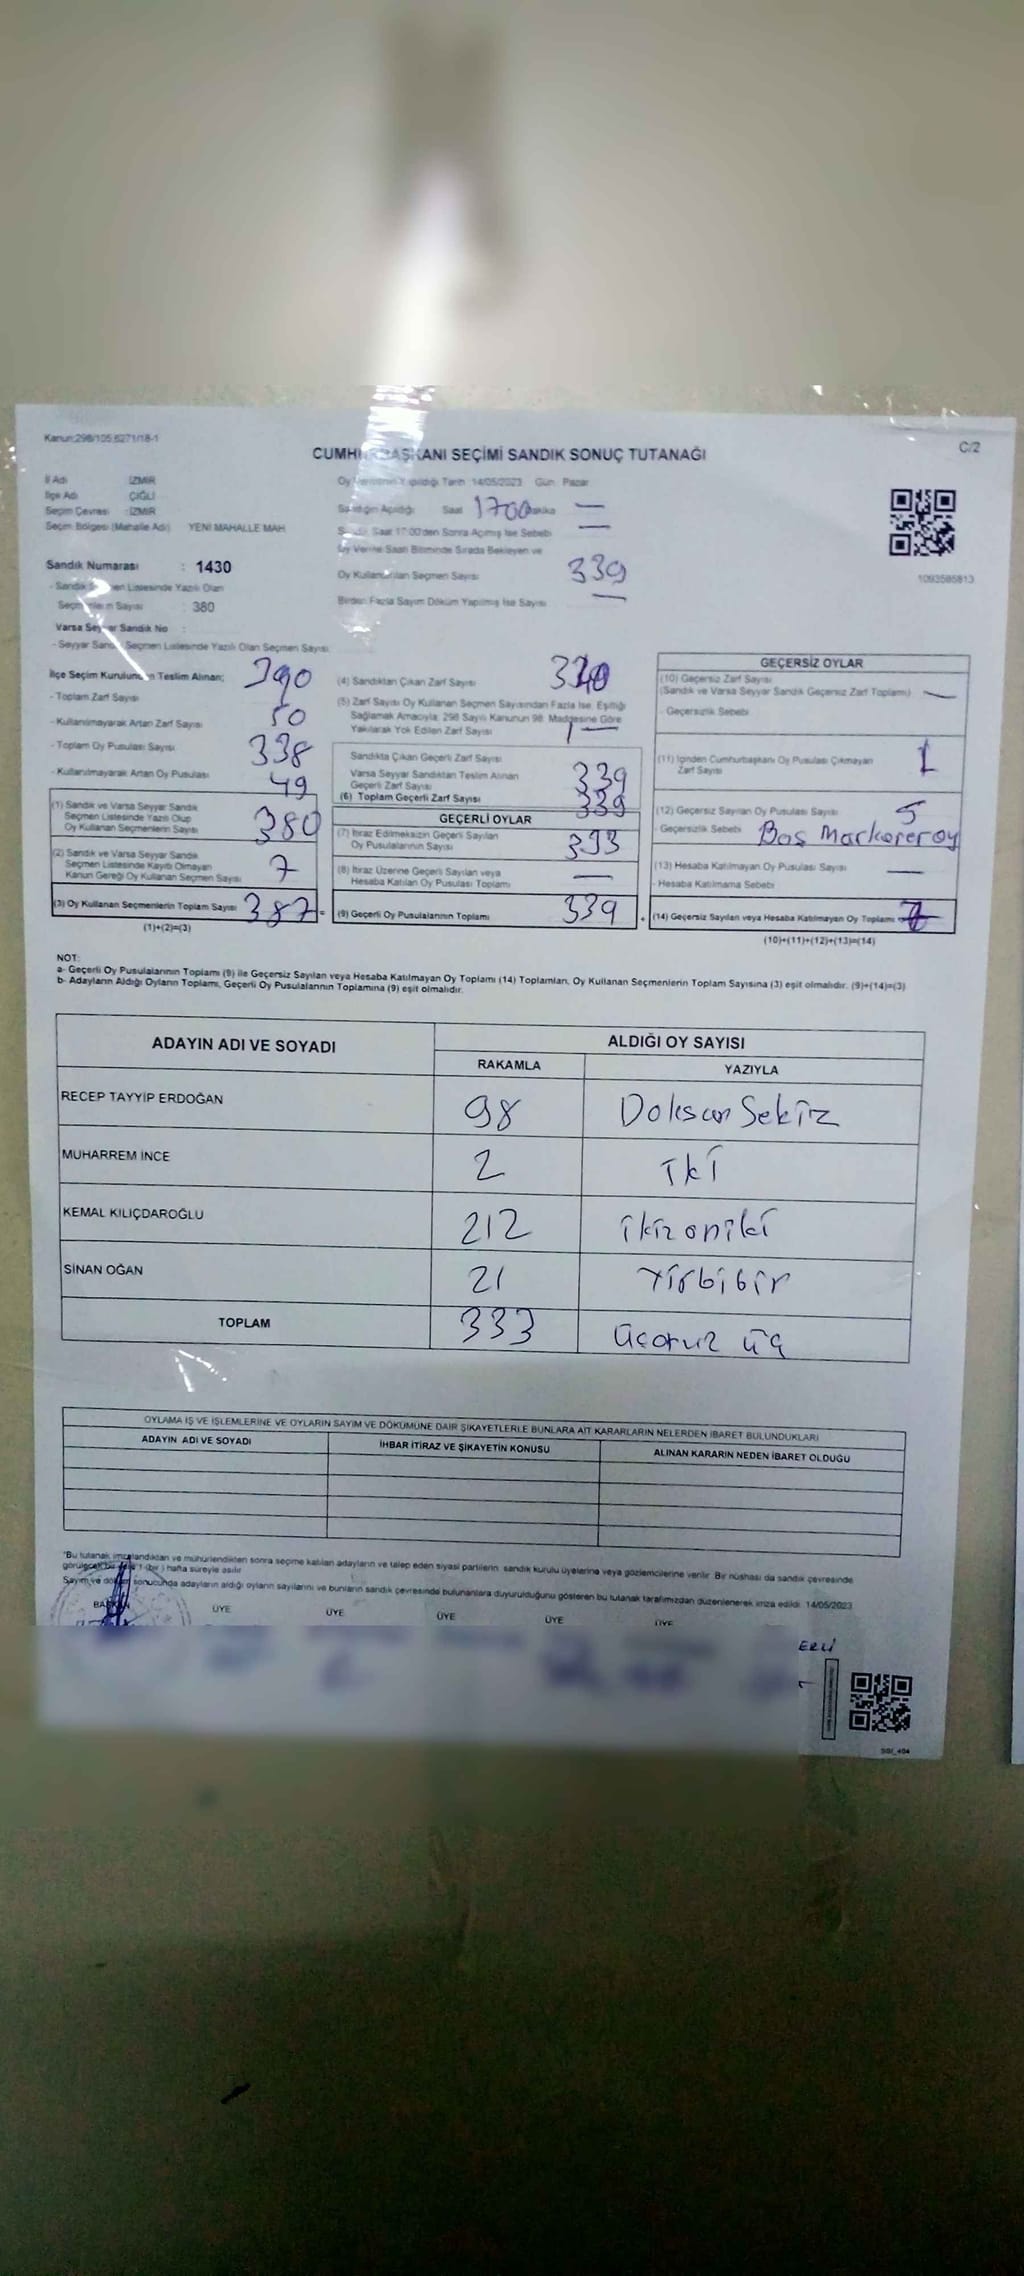 Kanun:298/105,6271/18-1
C/2
CUMHURBAŞKANI SEÇİMİ SANDIK SONUÇ TUTANAĞI
İl Adı İZMİR
İlçe Adı ÇİĞLİ
Seçim Çevresi : İZMİR
Seçim Bölgesi (Mahalle Adı) YENİ MAHALLE MAH.
Sandık Numarası : 1430
- Sandık Seçmen Listesinde Yazılı Olan
Seçmenlerin Sayısı : 380
Varsa Seyyar Sandık No :
- Seyyar Sandık Seçmen Listesinde Yazılı Olan Seçmen Sayısı
Oy Yapıldığı Tarih 14/05/2023 Gün Pazar
Sandığın Açıldığı Saat 1700 Dakika —
Saat 17:00'den Sonra Açılmış İse Sebebi —
Oy Verme Saati Bitiminde Sırada Bekleyen ve
Oy Kullandırılan Seçmen Sayısı 339
Birden Fazla Sayım Döküm Yapılmış İse Sayısı —
1093585813
İlçe Seçim Kurulundan Teslim Alınan;
- Toplam Zarf Sayısı 390
- Kullanılmayarak Artan Zarf Sayısı 50
- Toplam Oy Pusulası Sayısı 338
- Kullanılmayarak Artan Oy Pusulası 49
(1) Sandık ve Varsa Seyyar Sandık
Seçmen Listesinde Yazılı Olup
Oy Kullanan Seçmenlerin Sayısı 380
(2) Sandık ve Varsa Seyyar Sandık
Seçmen Listesinde Kayıtlı Olmayan
Kanun Gereği Oy Kullanan Seçmen Sayısı 7
(3) Oy Kullanan Seçmenlerin Toplam Sayısı 387 =
(1)+(2)=(3)
(4) Sandıktan Çıkan Zarf Sayısı
(5) Zarf Sayısı Oy Kullanan Seçmen Sayısından Fazla İse, Eşitliği
Sağlamak Amacıyla, 298 Sayılı Kanunun 98. Maddesine Göre
Yakılarak Yok Edilen Zarf Sayısı
Sandıkta Çıkan Geçerli Zarf Sayısı
Varsa Seyyar Sandıktan Teslim Alınan
Geçerli Zarf Sayısı 339
(6) Toplam Geçerli Zarf Sayısı 339
GEÇERLİ OYLAR
(7) İtiraz Edilmeksizin Geçerli Sayılan
Oy Pusulalarının Sayısı 333
(8) İtiraz Üzerine Geçerli Sayılan veya
Hesaba Katılan Oy Pusulası Toplamı —
(9) Geçerli Oy Pusulalarının Toplamı 339 +
GEÇERSİZ OYLAR
(10) Geçersiz Zarf Sayısı
(Sandık ve Varsa Seyyar Sandık Geçersiz Zarf Toplamı) —
- Geçersizlik Sebebi
(11) İçinden Cumhurbaşkanı Oy Pusulası Çıkmayan
Zarf Sayısı 1
(12) Geçersiz Sayılan Oy Pusulası Sayısı 5
- Geçersizlik Sebebi
(13) Hesaba Katılmayan Oy Pusulası Sayısı —
- Hesaba Katılmama Sebebi
(14) Geçersiz Sayılan veya Hesaba Katılmayan Oy Toplamı
(10)+(11)+(12)+(13)=(14)
NOT:
a- Geçerli Oy Pusulalarının Toplamı (9) ile Geçersiz Sayılan veya Hesaba Katılmayan Oy Toplamı (14) Toplamları, Oy Kullanan Seçmenlerin Toplam Sayısına (3) eşit olmalıdır. (9)+(14)=(3)
b- Adayların Aldığı Oyların Toplamı, Geçerli Oy Pusulalarının Toplamına (9) eşit olmalıdır.
ADAYIN ADI VE SOYADI
ALDIĞI OY SAYISI
RAKAMLA YAZIYLA
RECEP TAYYİP ERDOĞAN 98 Doksan Sekiz
MUHARREM İNCE 2 iki
KEMAL KILIÇDAROĞLU 212 ikizoniki
SİNAN OĞAN 21 Yirbibir
TOPLAM 333 üçotuz üç
OYLAMA İŞ VE İŞLEMLERİNE VE OYLARIN SAYIM VE DÖKÜMÜNE DAİR ŞİKAYETLERLE BUNLARA AİT KARARLARIN NELERDEN İBARET BULUNDUKLARI
ADAYIN ADI VE SOYADI İHBAR İTİRAZ VE ŞİKAYETİN KONUSU ALINAN KARARIN NEDEN İBARET OLDUĞU
*Bu tutanak imzalandıktan ve mühürlendikten sonra seçime katılan adayların ve talep eden siyasi partilerin, sandık kurulu üyelerine veya gözlemcilerine verilir. Bir nüshası da sandık çevresinde
görülecek bir 1 (bir) hafta süreyle asılır.
Sayım ve döküm sonucunda adayların aldığı oyların sayılarını ve bunların sandık çevresinde bulunanlara duyurulduğunu gösteren bu tutanak tarafımızdan düzenlenerek imza edildi. 14/05/2023
BAŞKAN ÜYE ÜYE ÜYE ÜYE ÜYE
ERLİ